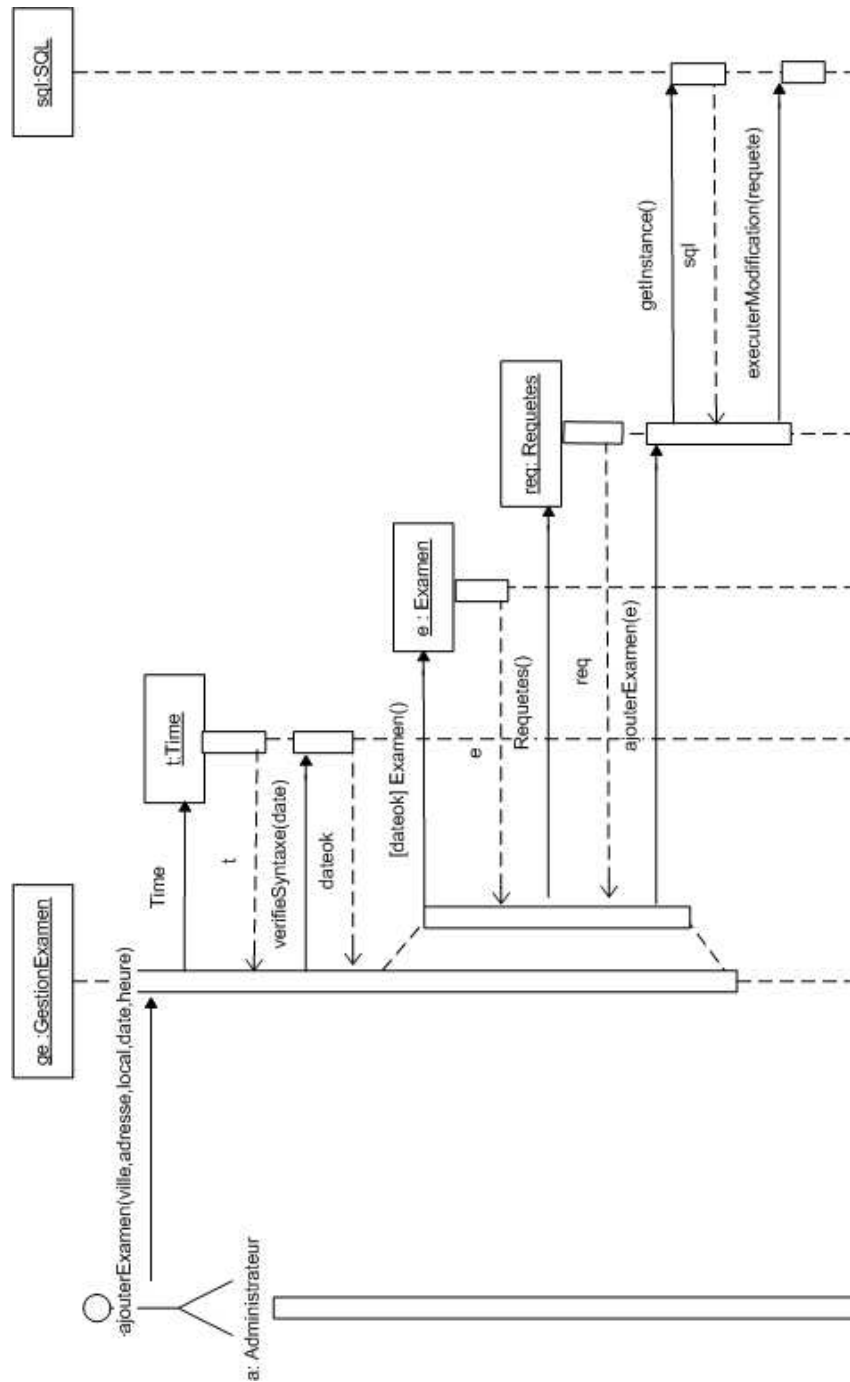 a: Administrateur
ge :GestionExamen
sql:SQL
-ajouterExamen(ville,adresse,local,date,heure)
Time
t:Time
t
verifieSyntaxe(date)
dateok
[dateok] Examen()
e : Examen
e
Requetes()
req: Requetes
req
ajouterExamen(e)
getInstance()
sql
executerModification(requete)